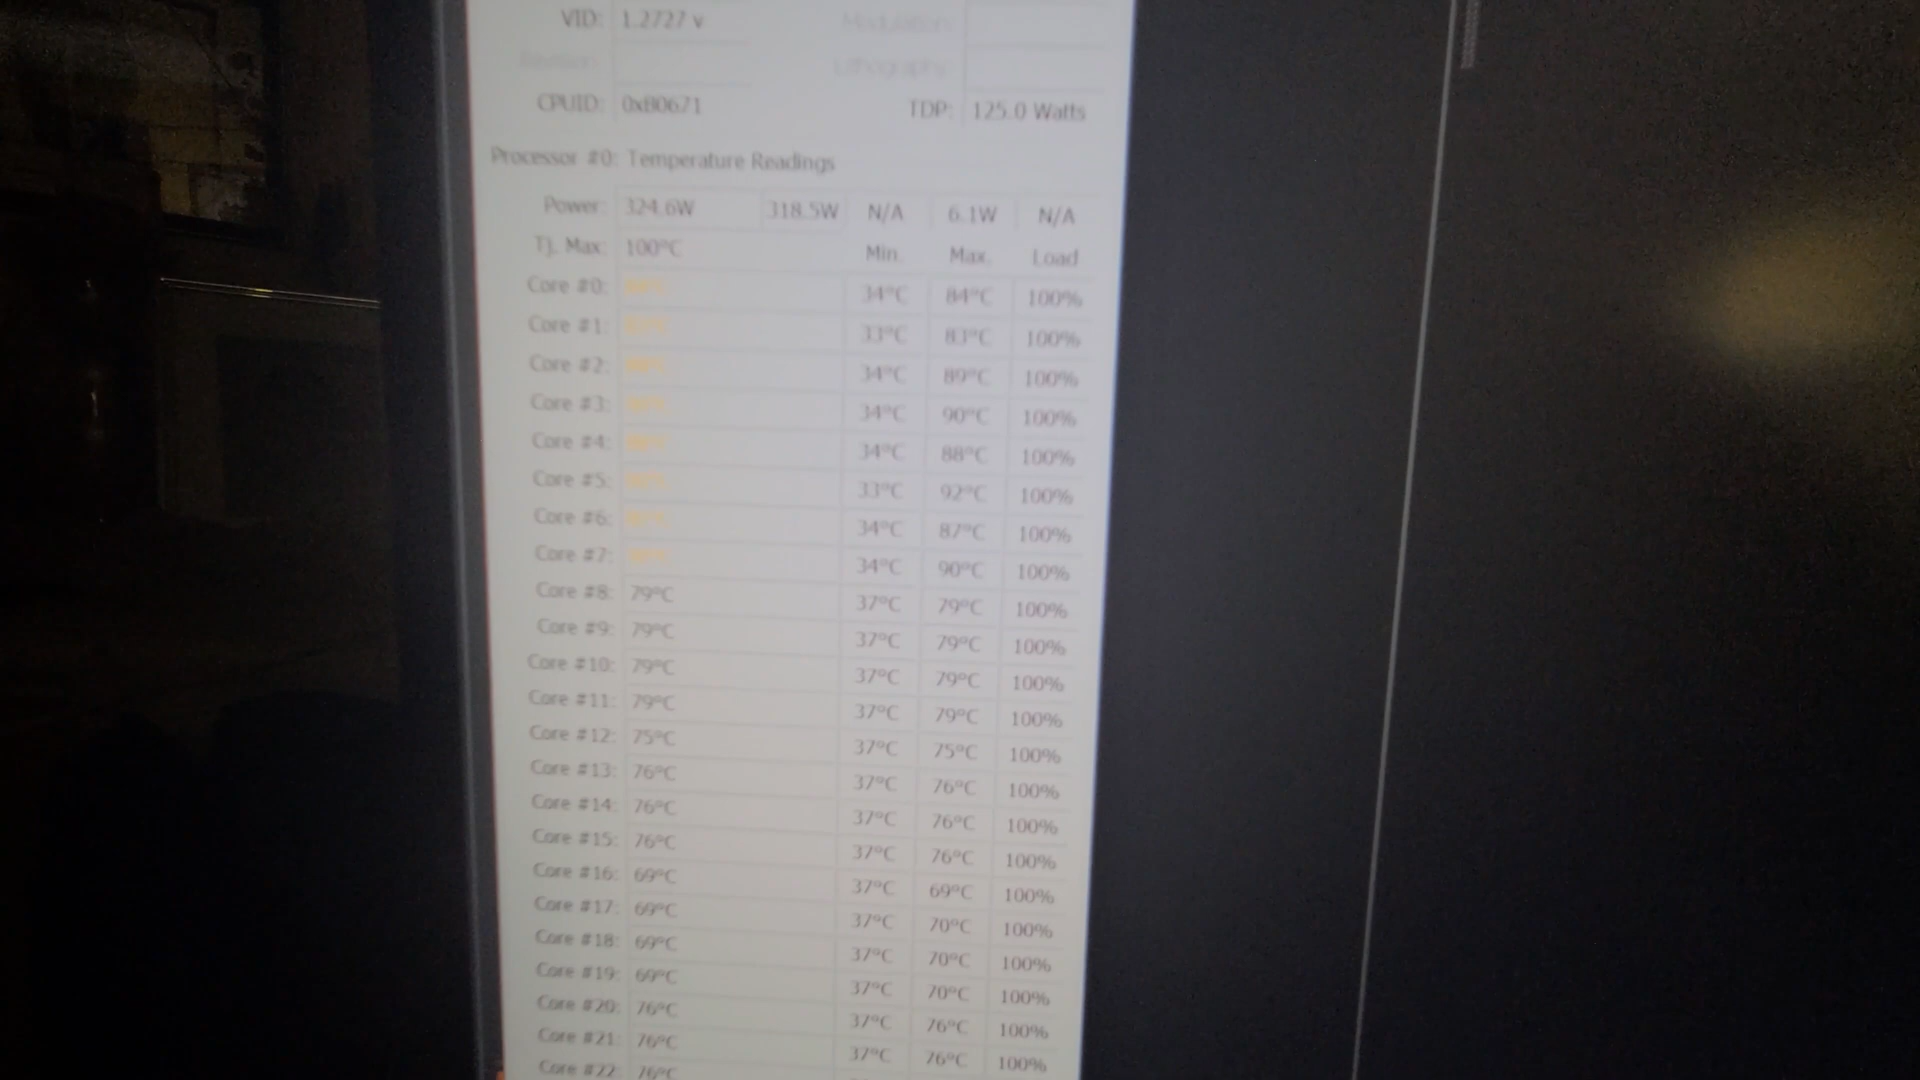 VID: 1.2727 v Modulation:
Revision: Lithography:
CPUID: 0xB0671 TDP: 125.0 Watts
Processor #0: Temperature Readings
Power: 324.6W 318.5W N/A 6.1W N/A
Tj. Max: 100°C Min. Max. Load
Core #0: 34°C 84°C 100%
Core #1: 33°C 83°C 100%
Core #2: 34°C 89°C 100%
Core #3: 34°C 90°C 100%
Core #4: 34°C 88°C 100%
Core #5: 33°C 92°C 100%
Core #6: 34°C 87°C 100%
Core #7: 34°C 90°C 100%
Core #8: 79°C 37°C 79°C 100%
Core #9: 79°C 37°C 79°C 100%
Core #10: 79°C 37°C 79°C 100%
Core #11: 79°C 37°C 79°C 100%
Core #12: 75°C 37°C 75°C 100%
Core #13: 76°C 37°C 76°C 100%
Core #14: 76°C 37°C 76°C 100%
Core #15: 76°C 37°C 76°C 100%
Core #16: 69°C 37°C 69°C 100%
Core #17: 69°C 37°C 70°C 100%
Core #18: 69°C 37°C 70°C 100%
Core #19: 69°C 37°C 70°C 100%
Core #20: 76°C 37°C 76°C 100%
Core #21: 76°C 37°C 76°C 100%
Core #22: 76°C